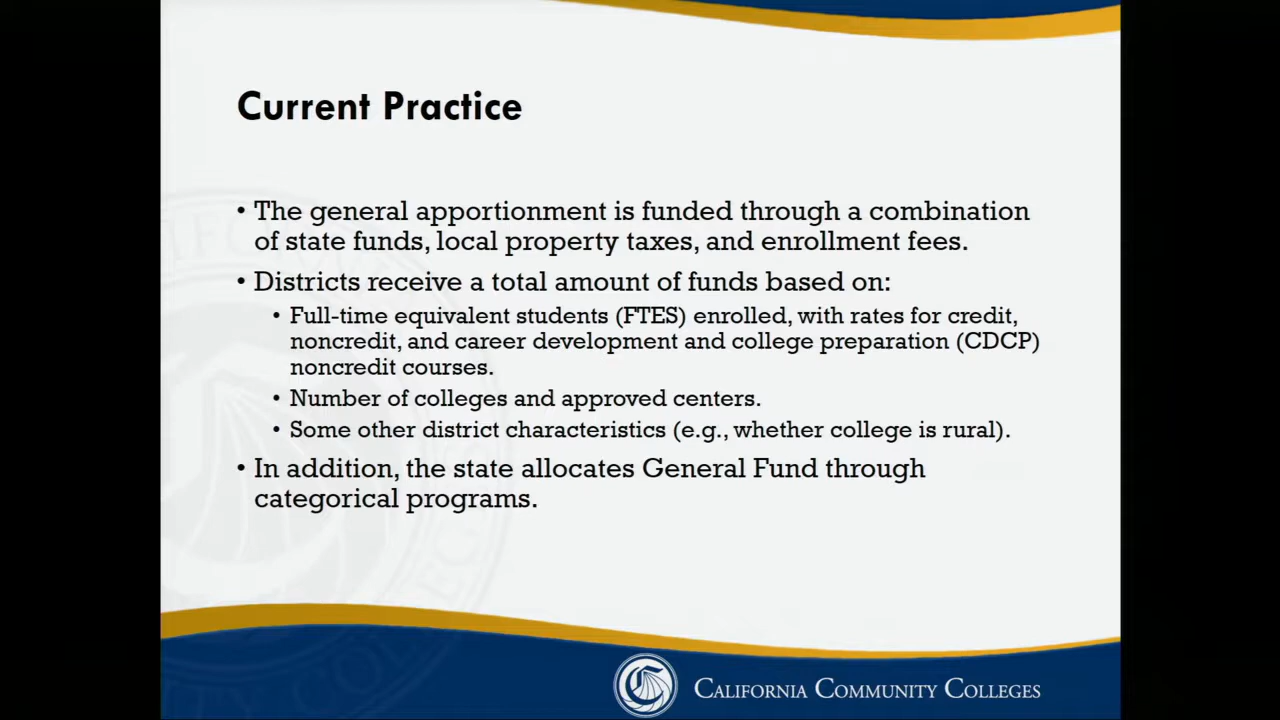 Current Practice
• The general apportionment is funded through a combination
of state funds, local property taxes, and enrollment fees.
• Districts receive a total amount of funds based on:
• Full-time equivalent students (FTES) enrolled, with rates for credit,
noncredit, and career development and college preparation (CDCP)
noncredit courses.
• Number of colleges and approved centers.
• Some other district characteristics (e.g., whether college is rural).
• In addition, the state allocates General Fund through
categorical programs.
CALIFORNIA COMMUNITY COLLEGES